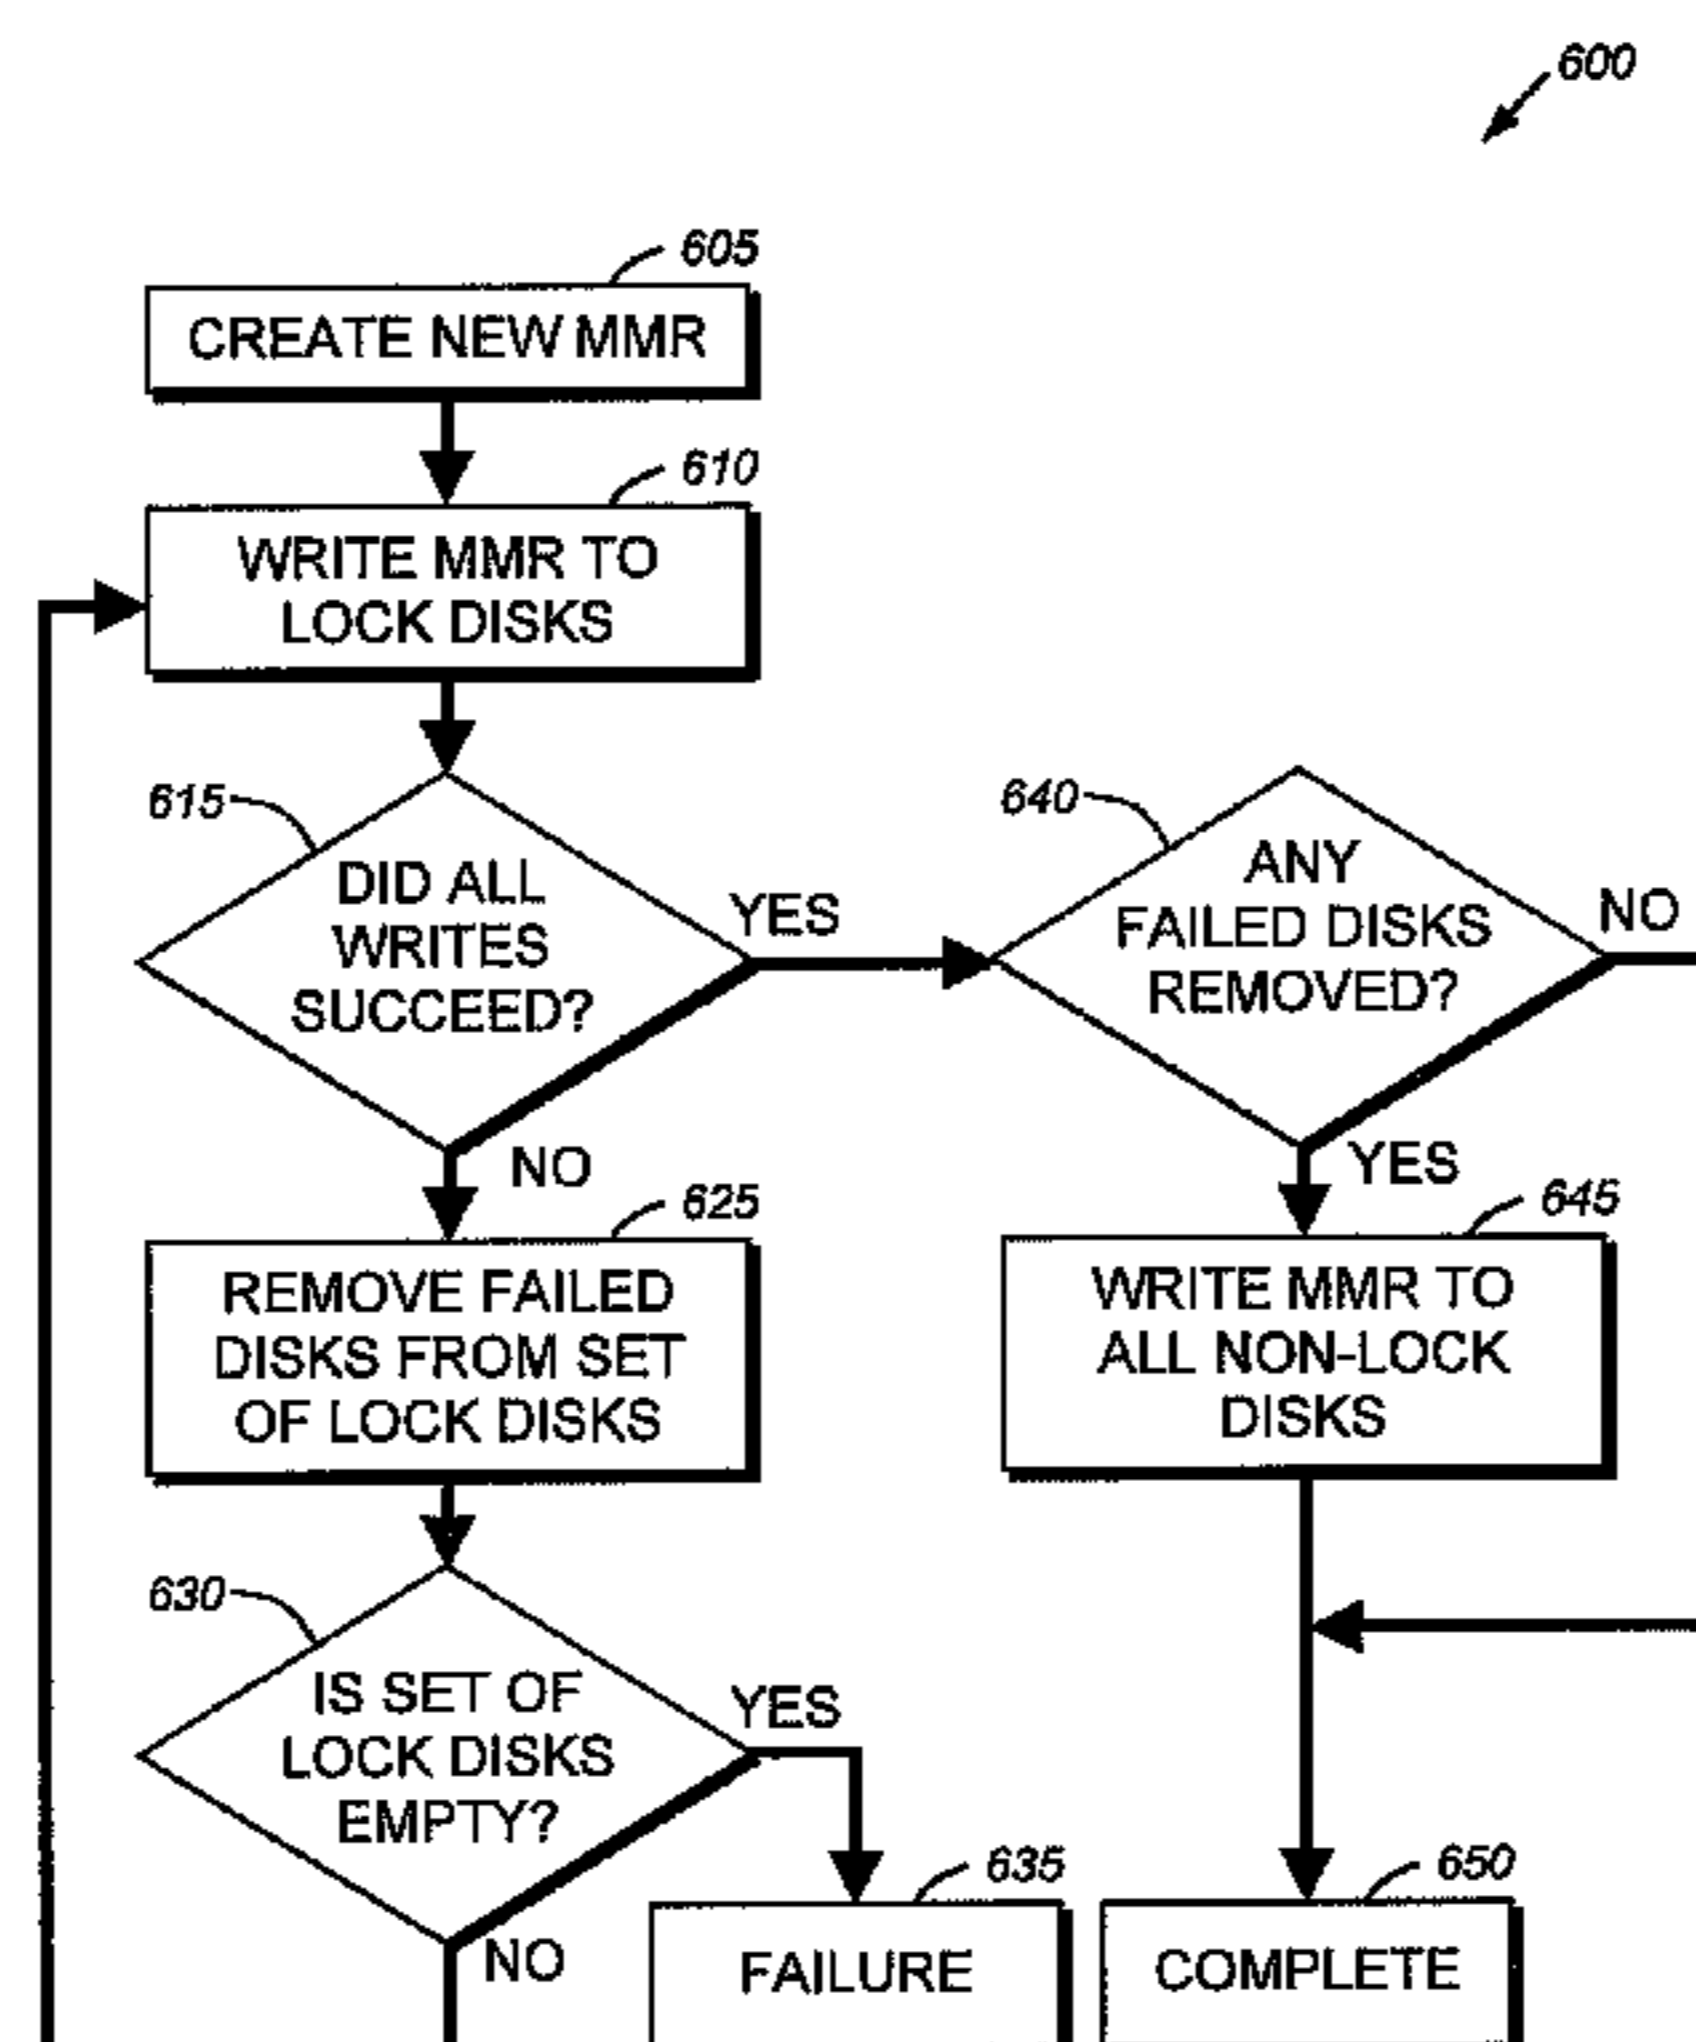 600
605
CREATE NEW MMR
610
WRITE MMR TO
LOCK DISKS
615
DID ALL
WRITES
SUCCEED?
YES
NO
640
ANY
FAILED DISKS
REMOVED?
NO
YES
625
REMOVE FAILED
DISKS FROM SET
OF LOCK DISKS
645
WRITE MMR TO
ALL NON-LOCK
DISKS
630
IS SET OF
LOCK DISKS
EMPTY?
YES
NO
635
FAILURE
650
COMPLETE